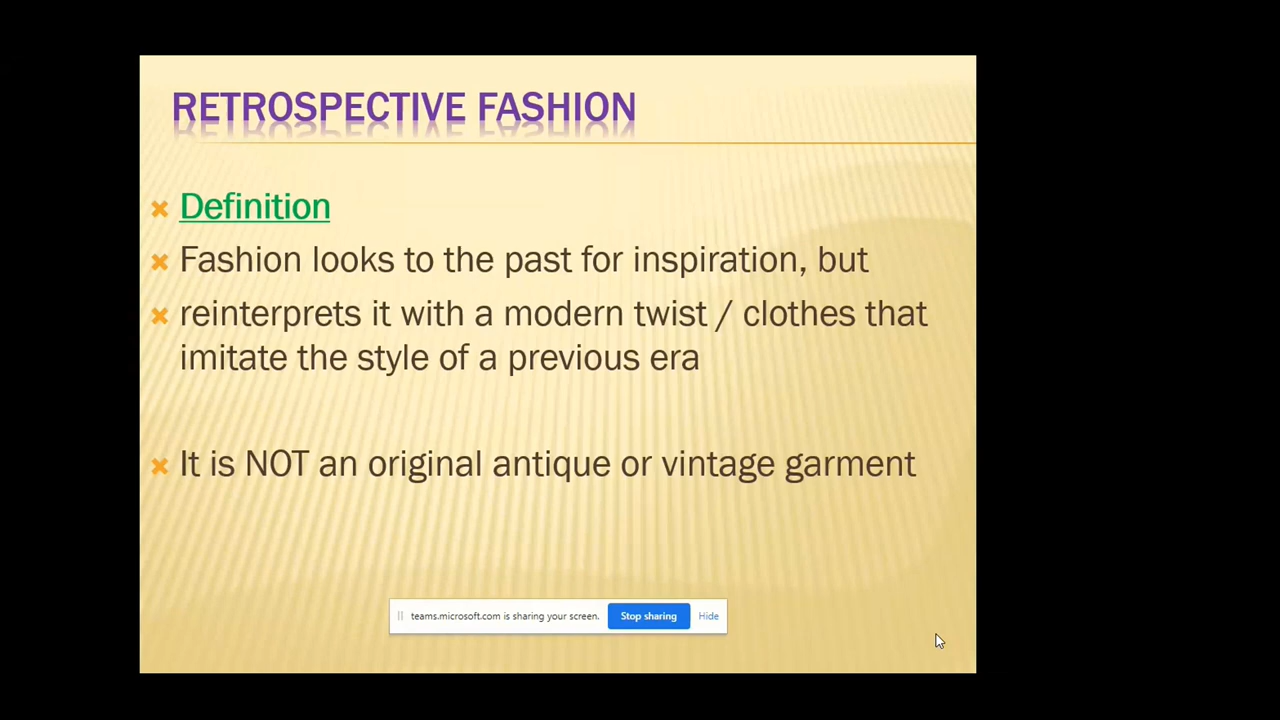 RETROSPECTIVE FASHION
Definition
Fashion looks to the past for inspiration, but
reinterprets it with a modern twist / clothes that
imitate the style of a previous era
It is NOT an original antique or vintage garment
teams.microsoft.com is sharing your screen. Stop sharing Hide